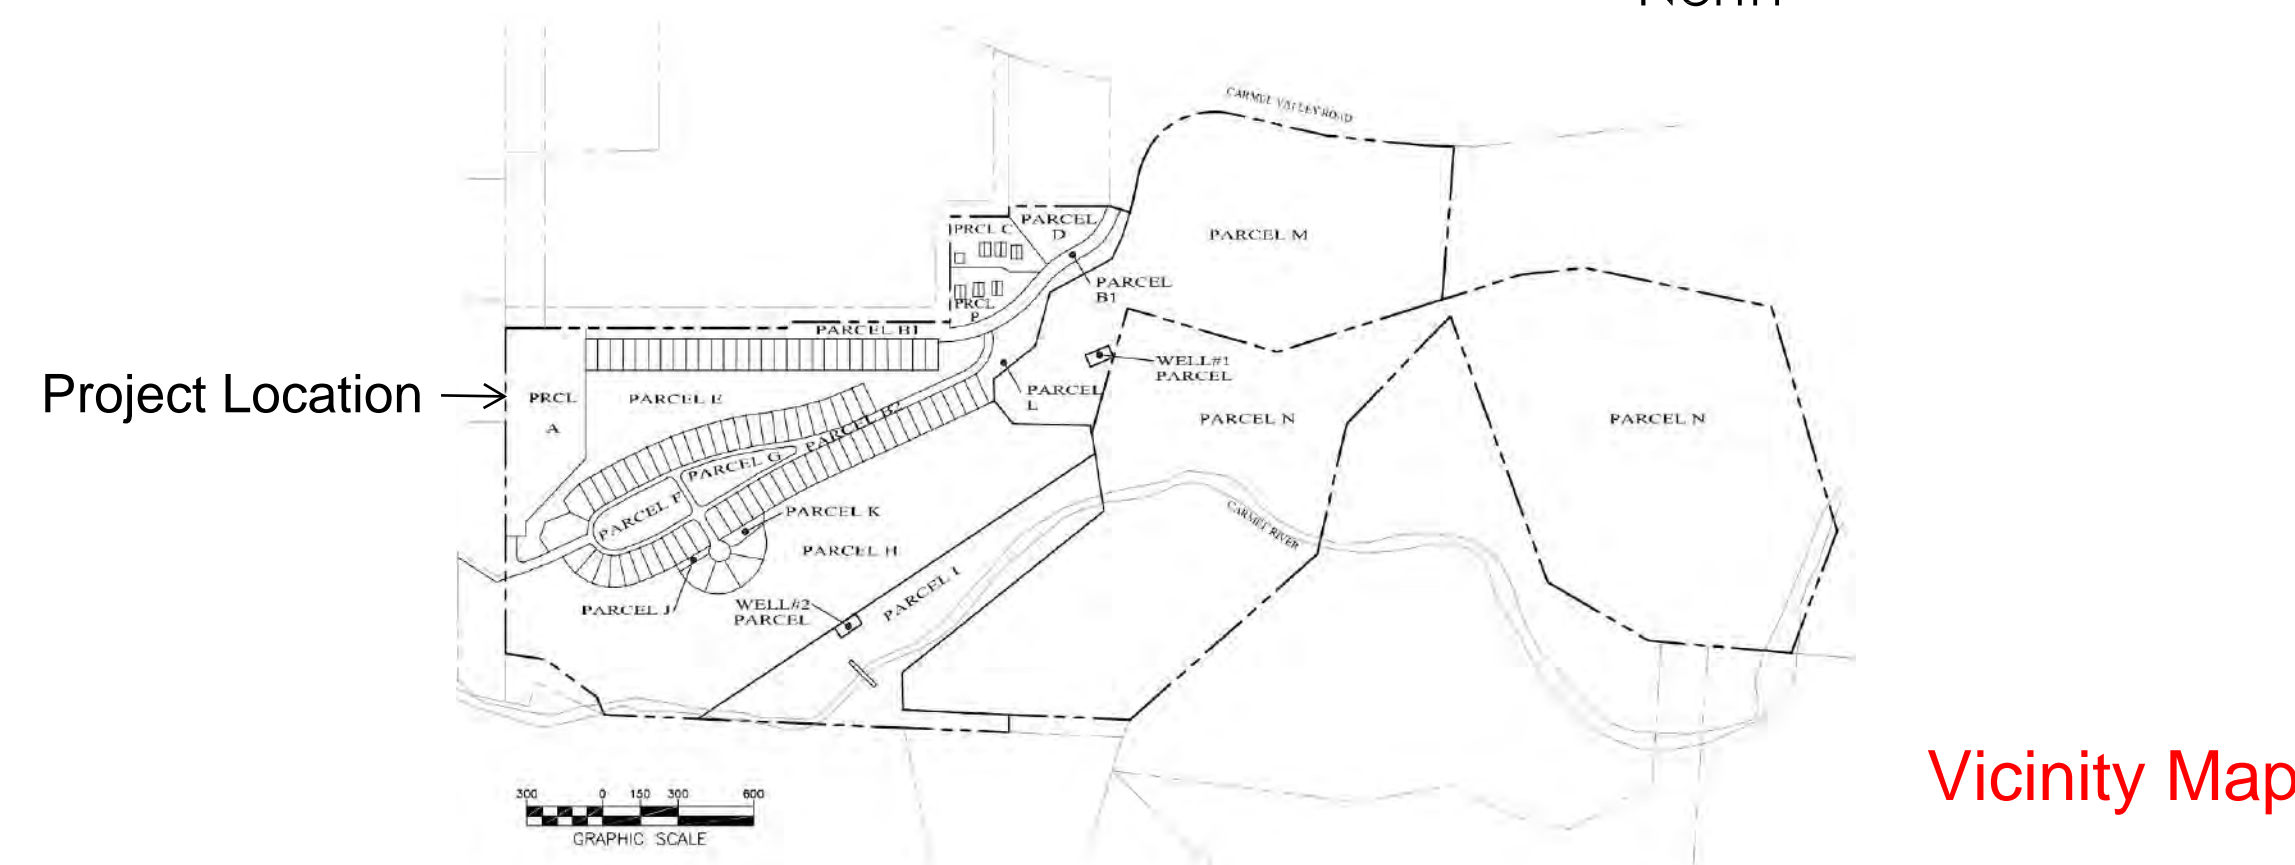 North
CARMEL VALLEY ROAD
PARCEL
D
PRCL C
PARCEL M
PARCEL
B1
PRCL
P
PARCEL B1
WELL#1
PARCEL
Project Location
PRCL
A
PARCEL E
PARCEL
L
PARCEL B2
PARCEL N
PARCEL N
PARCEL G
PARCEL F
PARCEL K
CARMEL RIVER
PARCEL H
PARCEL I
PARCEL J
WELL#2
PARCEL
Vicinity Map
300 0 150 300 600
GRAPHIC SCALE